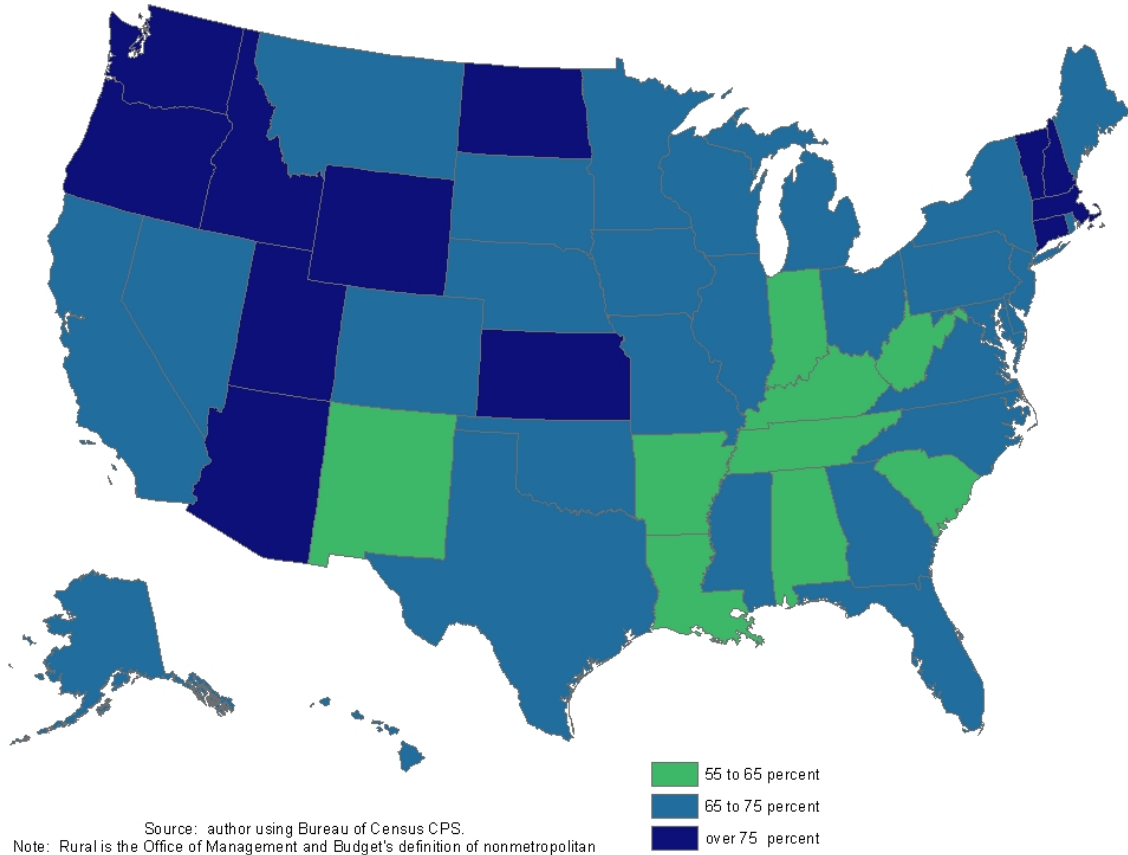 55 to 65 percent
65 to 75 percent
over 75 percent
Source: author using Bureau of Census CPS.
Note: Rural is the Office of Management and Budget's definition of nonmetropolitan